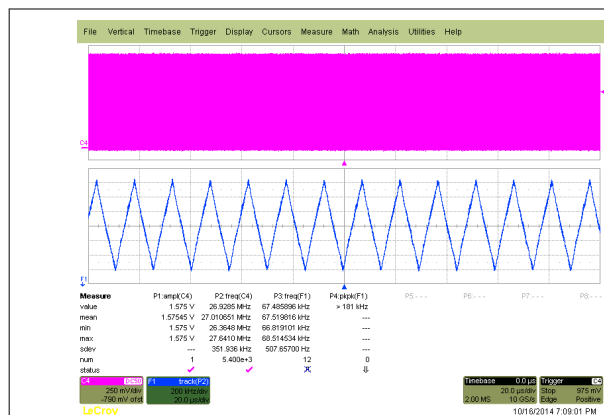 File Vertical Timebase Trigger Display Cursors Measure Math Analysis Utilities Help
C4
F1
Measure P1:ampl(C4) P2:freq(C4) P3:freq(F1) P4:pkpk(F1) P5:--- P6:--- P7:--- P8:---
value 1.575 V 26.9285 MHz 67.485896 kHz > 181 kHz
mean 1.57545 V 27.010651 MHz 67.519816 kHz ---
min 1.575 V 26.3648 MHz 66.819101 kHz ---
max 1.575 V 27.6410 MHz 68.514534 kHz ---
sdev --- 351.936 kHz 507.65700 Hz ---
num 1 5.400e+3 12 0
status
C4 F1 track(P2) Timebase 0.0 µs Trigger C4
250 mV/div 200 kHz/div 20.0 µs/div Stop 975 mV
-790 mV ofst 20.0 µs/div 2.00 MS 10 GS/s Edge Positive
LeCroy 10/16/2014 7:09:01 PM